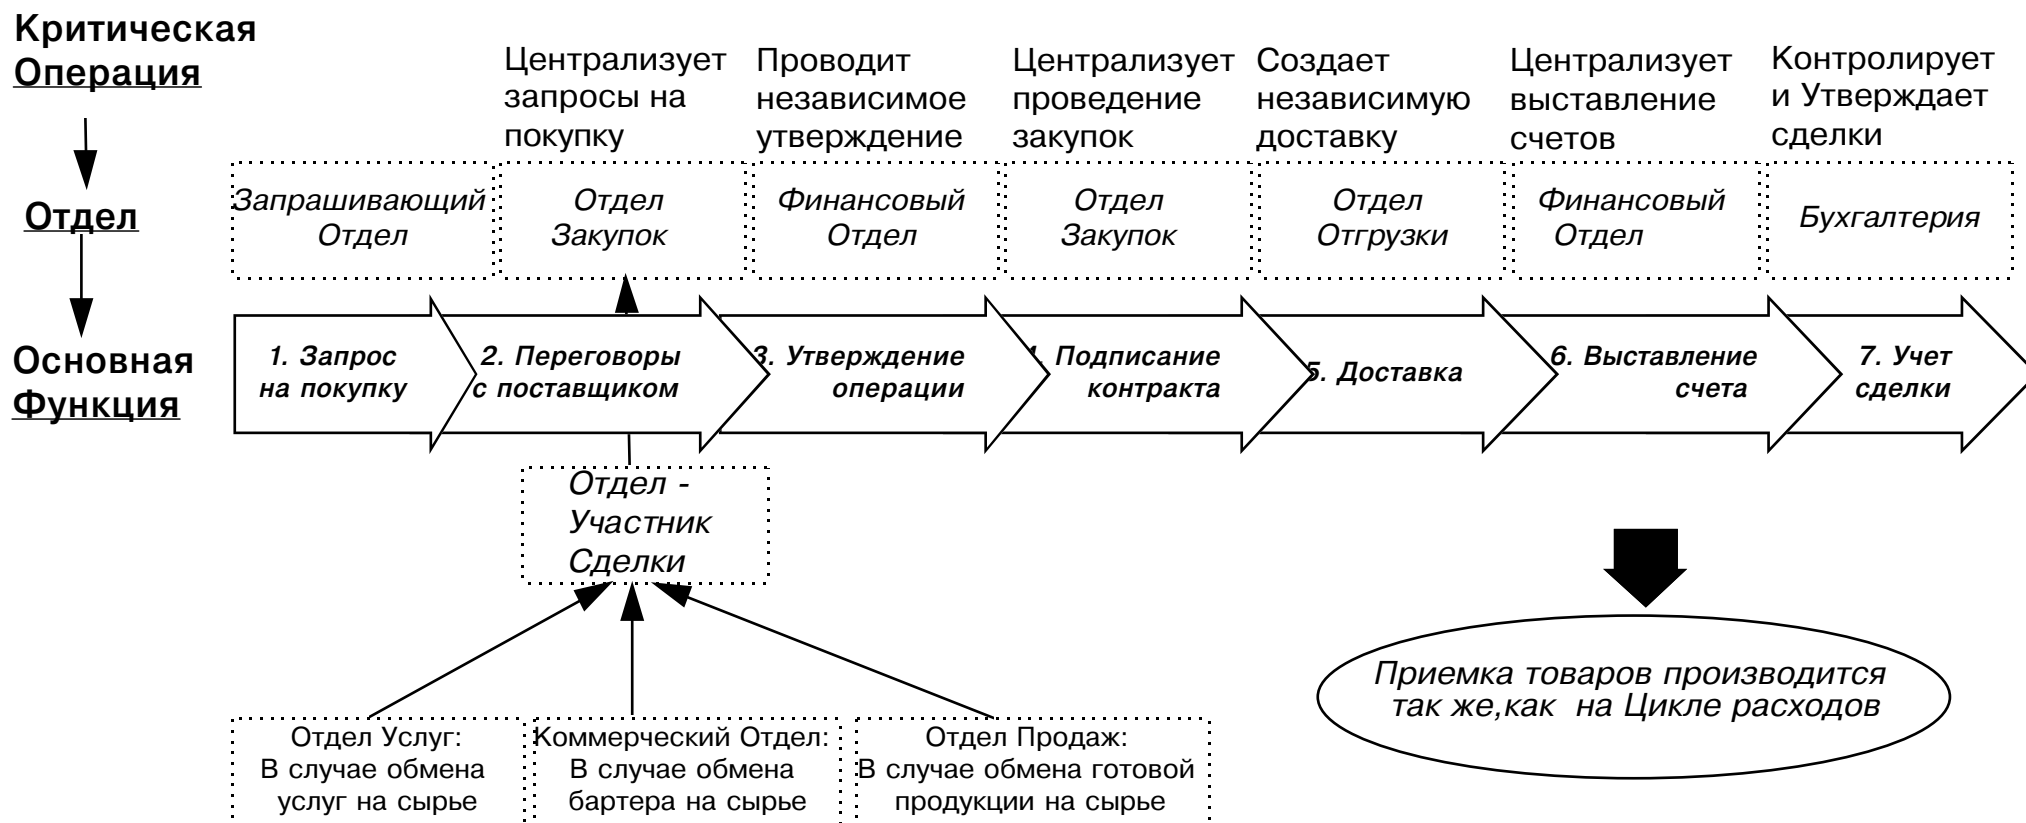 Критическая
Операция
Централизует
запросы на
покупку
Проводит
независимое
утверждение
Централизует
проведение
закупок
Создает
независимую
доставку
Централизует
выставление
счетов
Контролирует
и Утверждает
сделки
Отдел
Запрашивающий
Отдел
Отдел
Закупок
Финансовый
Отдел
Отдел
Закупок
Отдел
Отгрузки
Финансовый
Отдел
Бухгалтерия
Основная
Функция
1. Запрос
на покупку
2. Переговоры
с поставщиком
3. Утверждение
операции
4. Подписание
контракта
5. Доставка
6. Выставление
счета
7. Учет
сделки
Отдел -
Участник
Сделки
Приемка товаров производится
так же,как на Цикле расходов
Отдел Услуг:
В случае обмена
услуг на сырье
Коммерческий Отдел:
В случае обмена
бартера на сырье
Отдел Продаж:
В случае обмена готовой
продукции на сырье